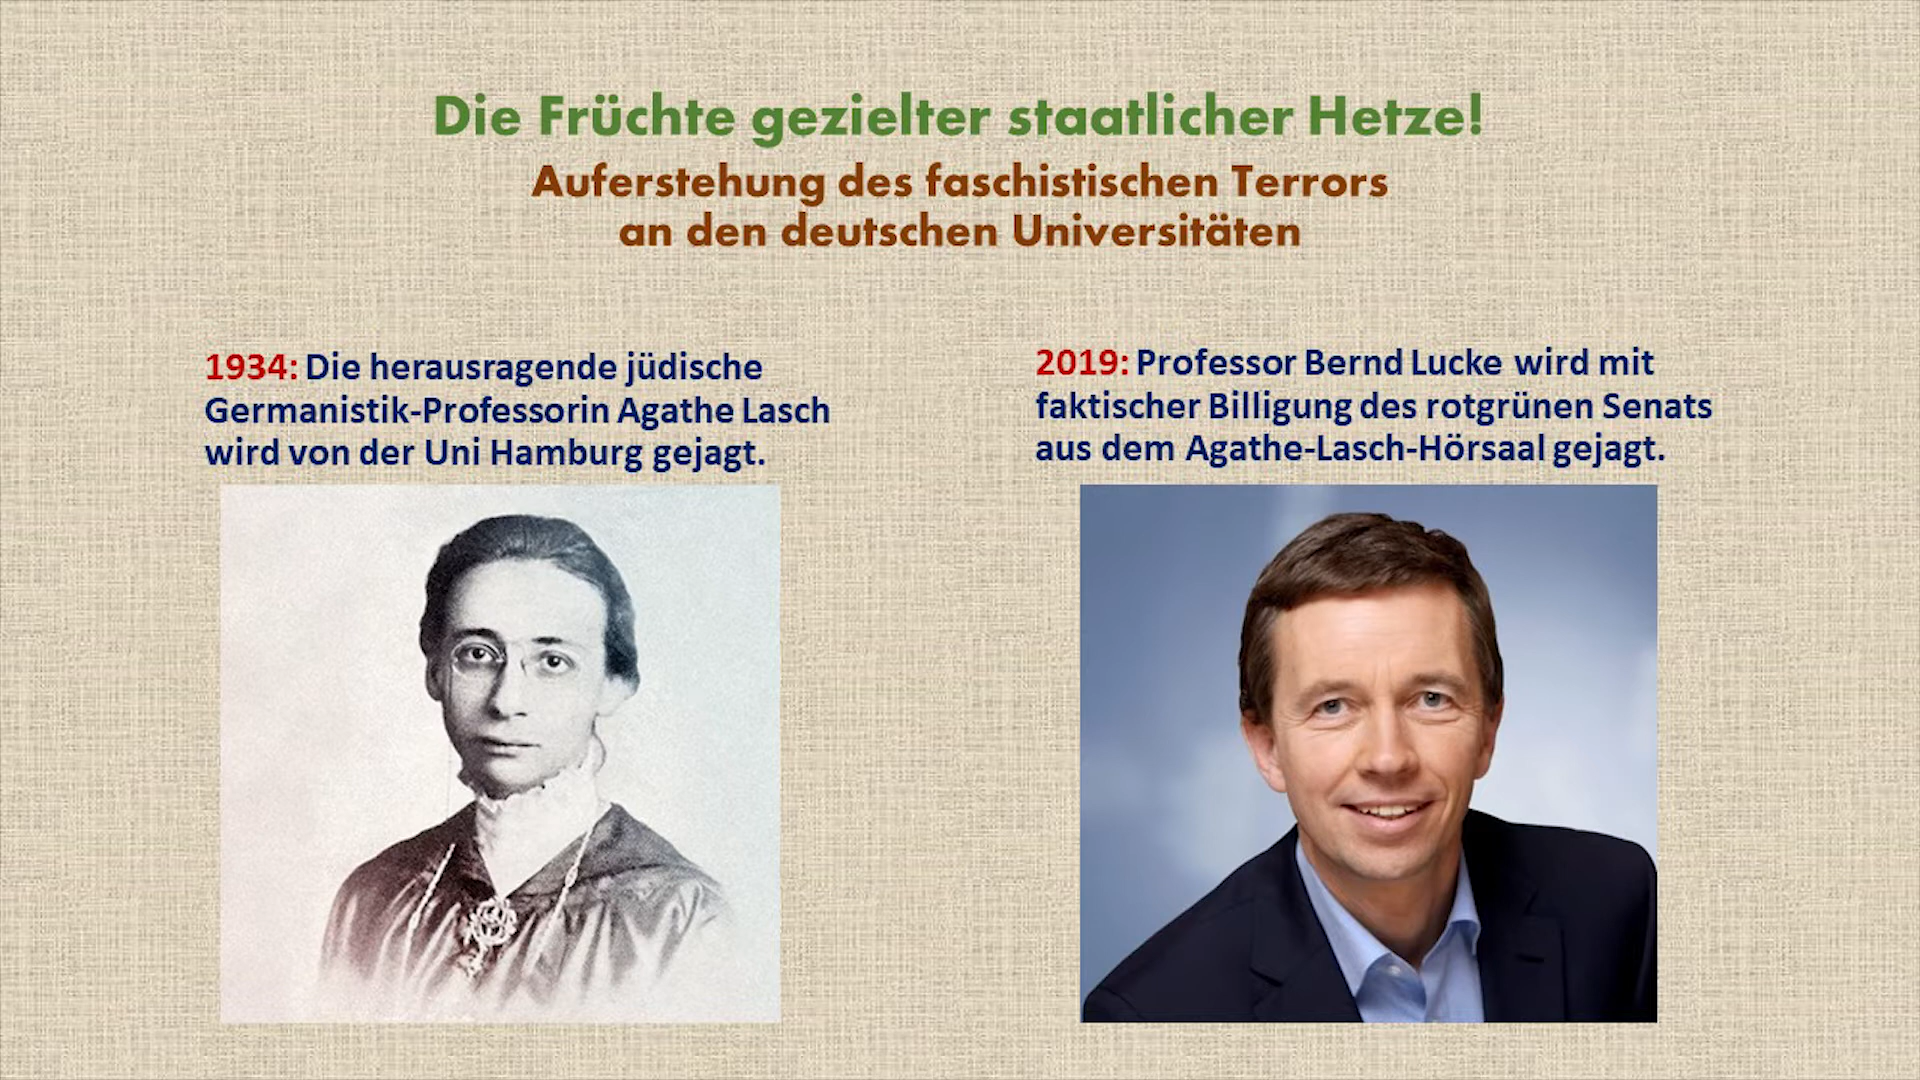 Die Früchte gezielter staatlicher Hetze!
Auferstehung des faschistischen Terrors
an den deutschen Universitäten
1934: Die herausragende jüdische
Germanistik-Professorin Agathe Lasch
wird von der Uni Hamburg gejagt.
2019: Professor Bernd Lucke wird mit
faktischer Billigung des rotgrünen Senats
aus dem Agathe-Lasch-Hörsaal gejagt.